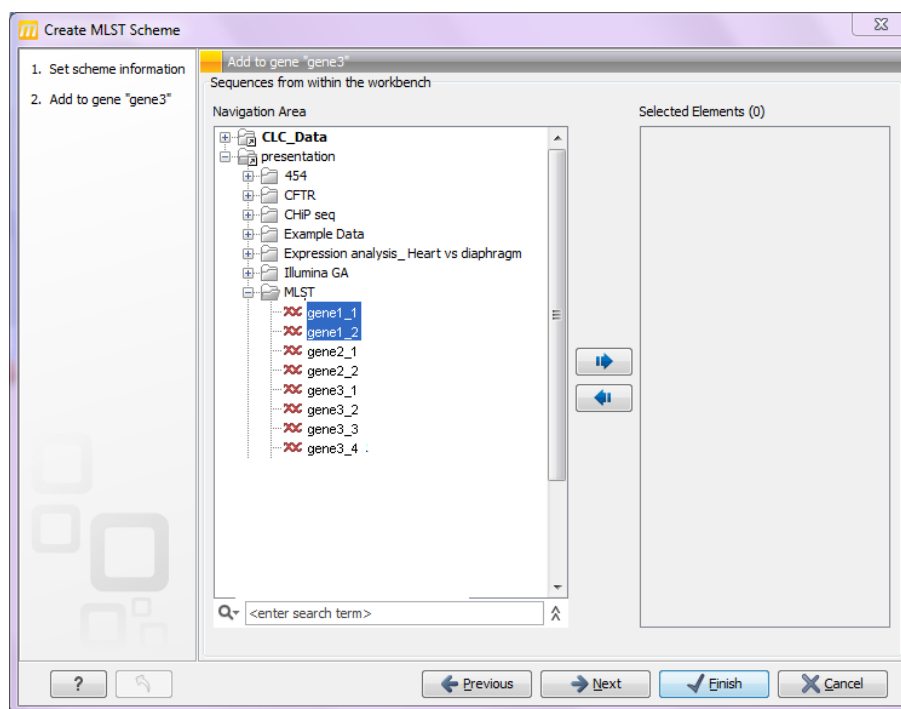 Create MLST Scheme
1. Set scheme information
2. Add to gene "gene3"
Add to gene "gene3"
Sequences from within the workbench
Navigation Area
Selected Elements (0)
CLC_Data
presentation
454
CFTR
CHiP seq
Example Data
Expression analysis_Heart vs diaphragm
Illumina GA
MLST
gene1_1
gene1_2
gene2_1
gene2_2
gene3_1
gene3_2
gene3_3
gene3_4 .
<enter search term>
? Previous Next Finish Cancel